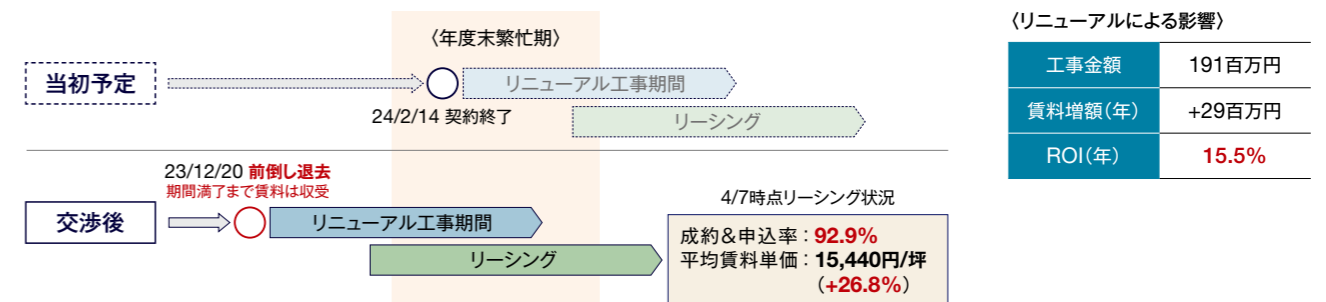 〈年度末繁忙期〉
当初予定
リニューアル工事期間
24/2/14 契約終了
リーシング
23/12/20 前倒し退去
期間満了まで賃料は収受
交渉後
リニューアル工事期間
リーシング
4/7時点リーシング状況
成約&申込率：92.9%
平均賃料単価：15,440円/坪
（+26.8%）
〈リニューアルによる影響〉
工事金額 191百万円
賃料増額（年） +29百万円
ROI（年） 15.5%